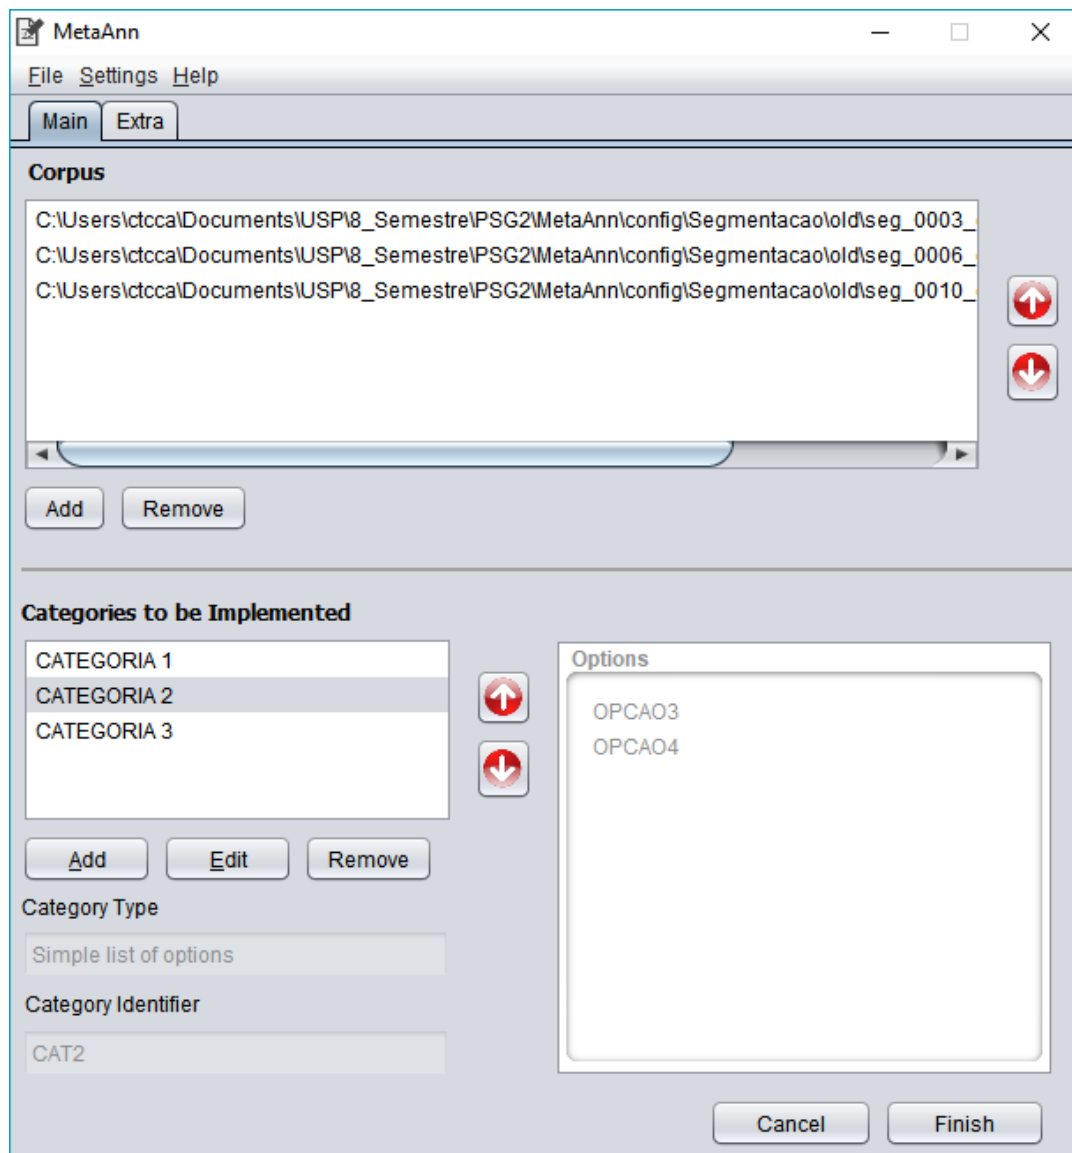 MetaAnn
File Settings Help
Main Extra
Corpus
C:\Users\ctcca\Documents\USP\8_Semestre\PSG2\MetaAnn\config\Segmentacao\old\seg_0003_
C:\Users\ctcca\Documents\USP\8_Semestre\PSG2\MetaAnn\config\Segmentacao\old\seg_0006_
C:\Users\ctcca\Documents\USP\8_Semestre\PSG2\MetaAnn\config\Segmentacao\old\seg_0010_
Add Remove
Categories to be Implemented
CATEGORIA 1
CATEGORIA 2
CATEGORIA 3
Options
OPCAO3
OPCAO4
Add Edit Remove
Category Type
Simple list of options
Category Identifier
CAT2
Cancel Finish